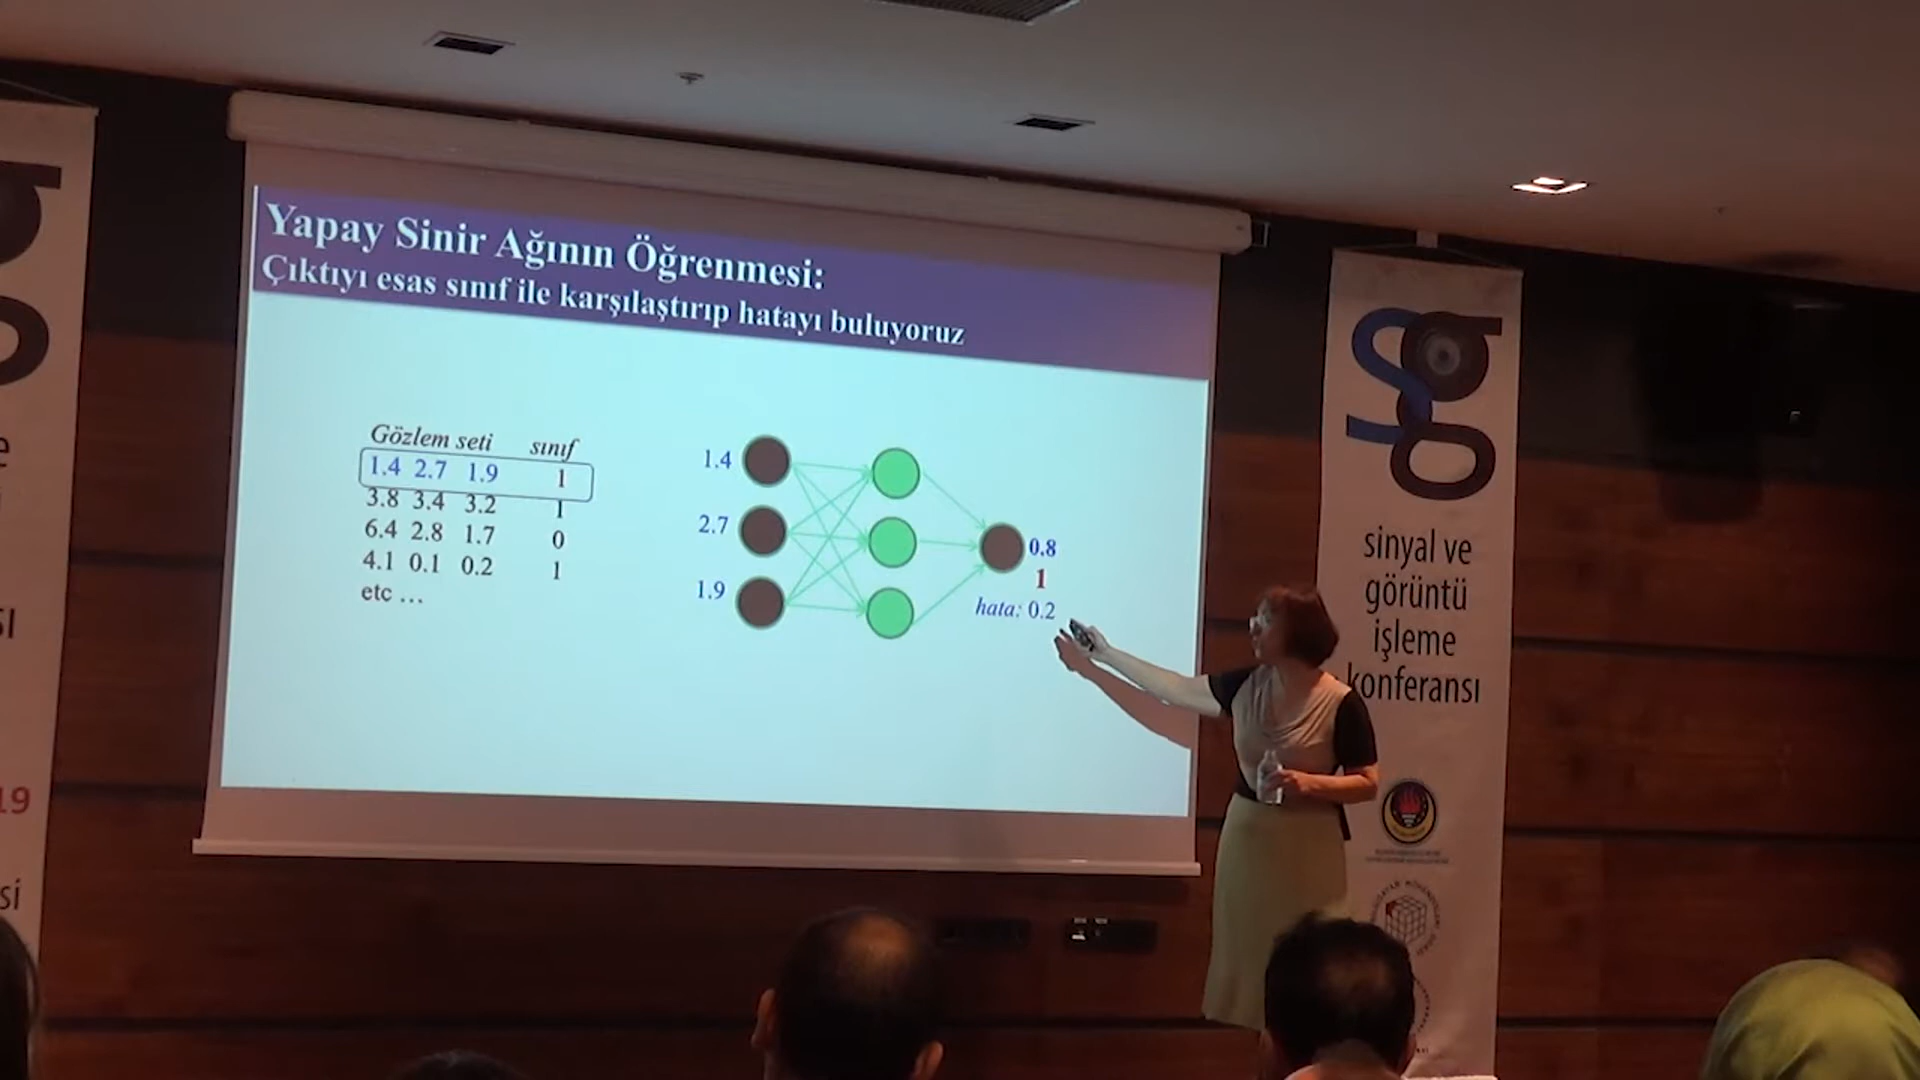 Yapay Sinir Ağının Öğrenmesi:
Çıktıyı esas sınıf ile karşılaştırıp hatayı buluyoruz
Gözlem seti sınıf
1.4 2.7 1.9 1
3.8 3.4 3.2 1
6.4 2.8 1.7 0
4.1 0.1 0.2 1
etc ...
1.4
2.7
1.9
0.8
1
hata: 0.2
sinyal ve
görüntü
işleme
konferansı
19
si